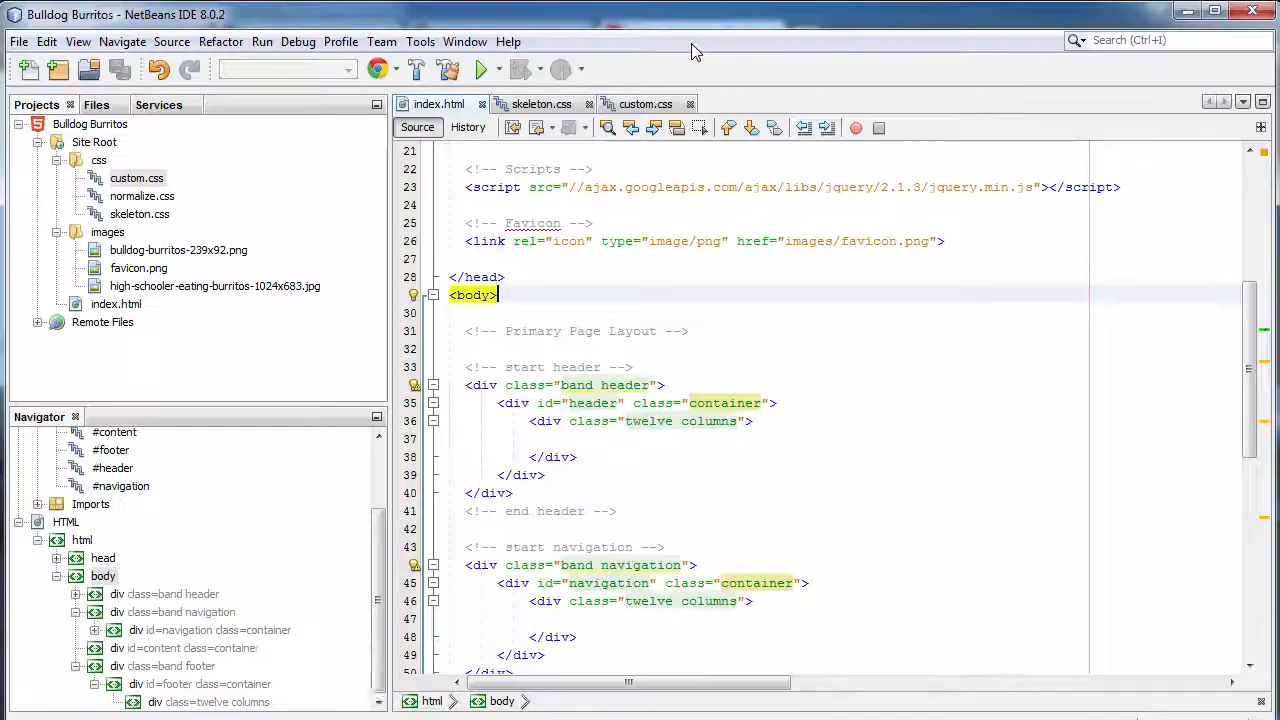 Bulldog Burritos - NetBeans IDE 8.0.2
File Edit View Navigate Source Refactor Run Debug Profile Team Tools Window Help
Search (Ctrl+I)
Projects Files Services
Bulldog Burritos
Site Root
css
custom.css
normalize.css
skeleton.css
images
bulldog-burritos-239x92.png
favicon.png
high-schooler-eating-burritos-1024x683.jpg
index.html
Remote Files
Navigator
#content
#footer
#header
#navigation
Imports
HTML
html
head
body
div class=band header
div class=band navigation
div id=navigation class=container
div id=content class=container
div class=band footer
div id=footer class=container
div class=twelve columns
index.html skeleton.css custom.css
Source History
21
22 <!-- Scripts -->
23 <script src="//ajax.googleapis.com/ajax/libs/jquery/2.1.3/jquery.min.js"></script>
24
25 <!-- Favicon -->
26 <link rel="icon" type="image/png" href="images/favicon.png">
27
28 </head>
<body>
30
31 <!-- Primary Page Layout -->
32
33 <!-- start header -->
<div class="band header">
35 <div id="header" class="container">
36 <div class="twelve columns">
37
38 </div>
39 </div>
40 </div>
41 <!-- end header -->
42
43 <!-- start navigation -->
<div class="band navigation">
45 <div id="navigation" class="container">
46 <div class="twelve columns">
47
48 </div>
49 </div>
50 </div>
html body